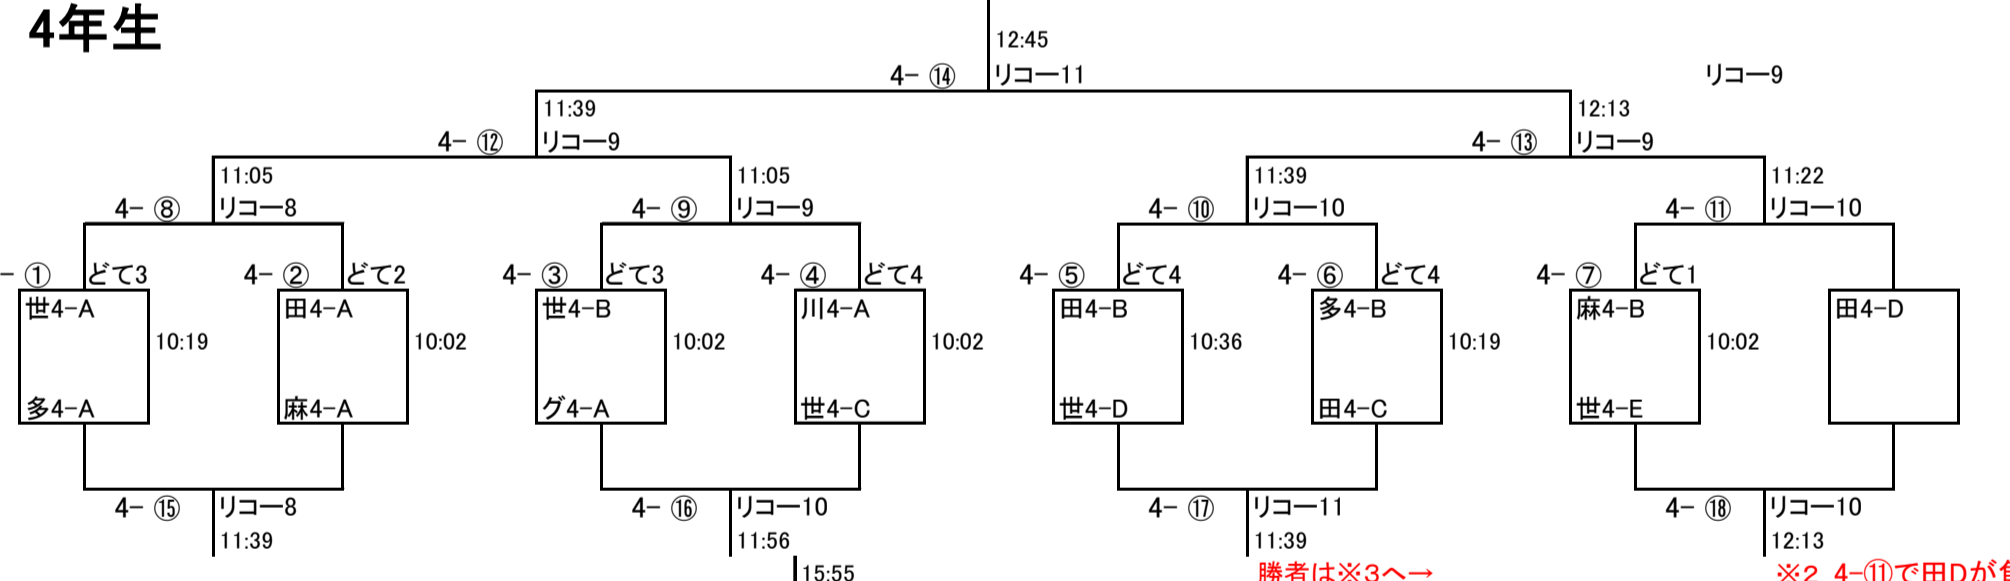 4年生
12:45
4- ⑭ リコー11
リコー9
11:39
12:13
4- ⑫ リコー9
4- ⑬ リコー9
11:05
11:05
11:39
11:22
4- ⑧ リコー8
4- ⑨ リコー9
4- ⑩ リコー10
4- ⑪ リコー10
- ① どて3
4- ② どて2
4- ③ どて3
4- ④ どて4
4- ⑤ どて4
4- ⑥ どて4
4- ⑦ どて1
世4-A
田4-A
世4-B
川4-A
田4-B
多4-B
麻4-B
田4-D
10:19
10:02
10:02
10:02
10:36
10:19
10:02
多4-A
麻4-A
グ4-A
世4-C
世4-D
田4-C
世4-E
4- ⑮ リコー8
4- ⑯ リコー10
4- ⑰ リコー11
4- ⑱ リコー10
11:39
11:56
11:39
12:13
15:55
勝者は※3へ→
※2 4-⑪で田Dが